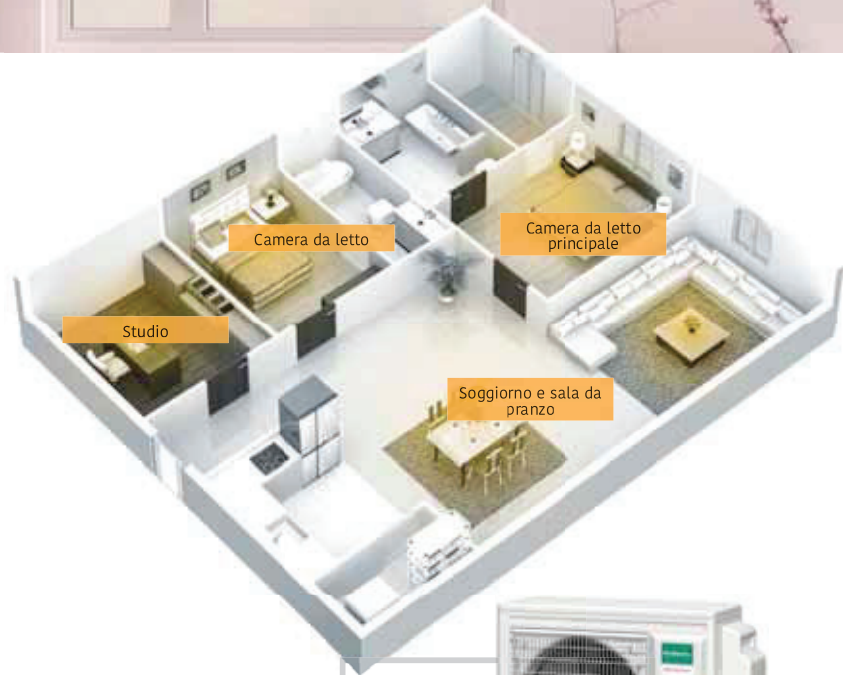 Camera da letto
Camera da letto
principale
Studio
Soggiorno e sala da
pranzo